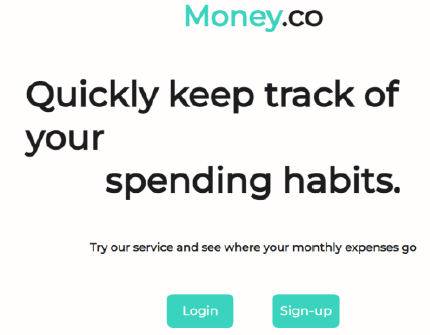 Money.co
Quickly keep track of
your
spending habits.
Try our service and see where your monthly expenses go
Login
Sign-up